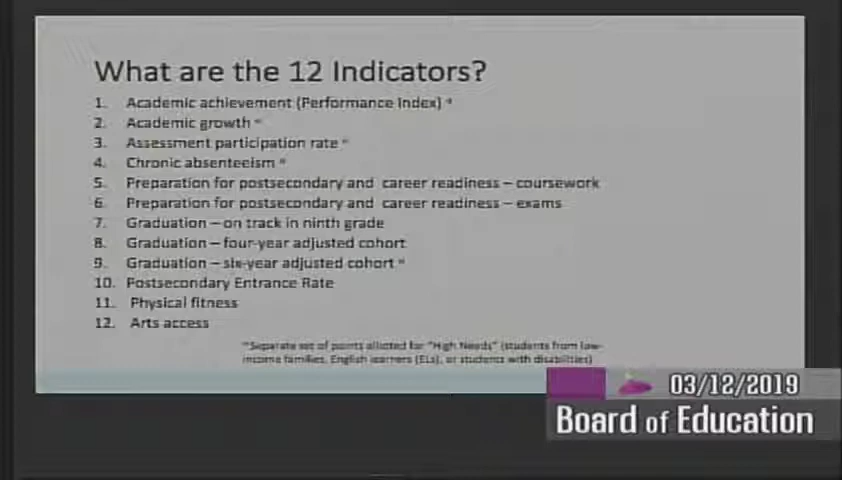 What are the 12 Indicators?
1. Academic achievement (Performance Index) *
2. Academic growth *
3. Assessment participation rate *
4. Chronic absenteeism *
5. Preparation for postsecondary and career readiness – coursework
6. Preparation for postsecondary and career readiness – exams
7. Graduation – on track in ninth grade
8. Graduation – four-year adjusted cohort
9. Graduation – six-year adjusted cohort *
10. Postsecondary Entrance Rate
11. Physical fitness
12. Arts access
*Separate set of points allotted for "High Needs" (students from low-
income families, English learners (ELs), or students with disabilities)
03/12/2019
Board of Education